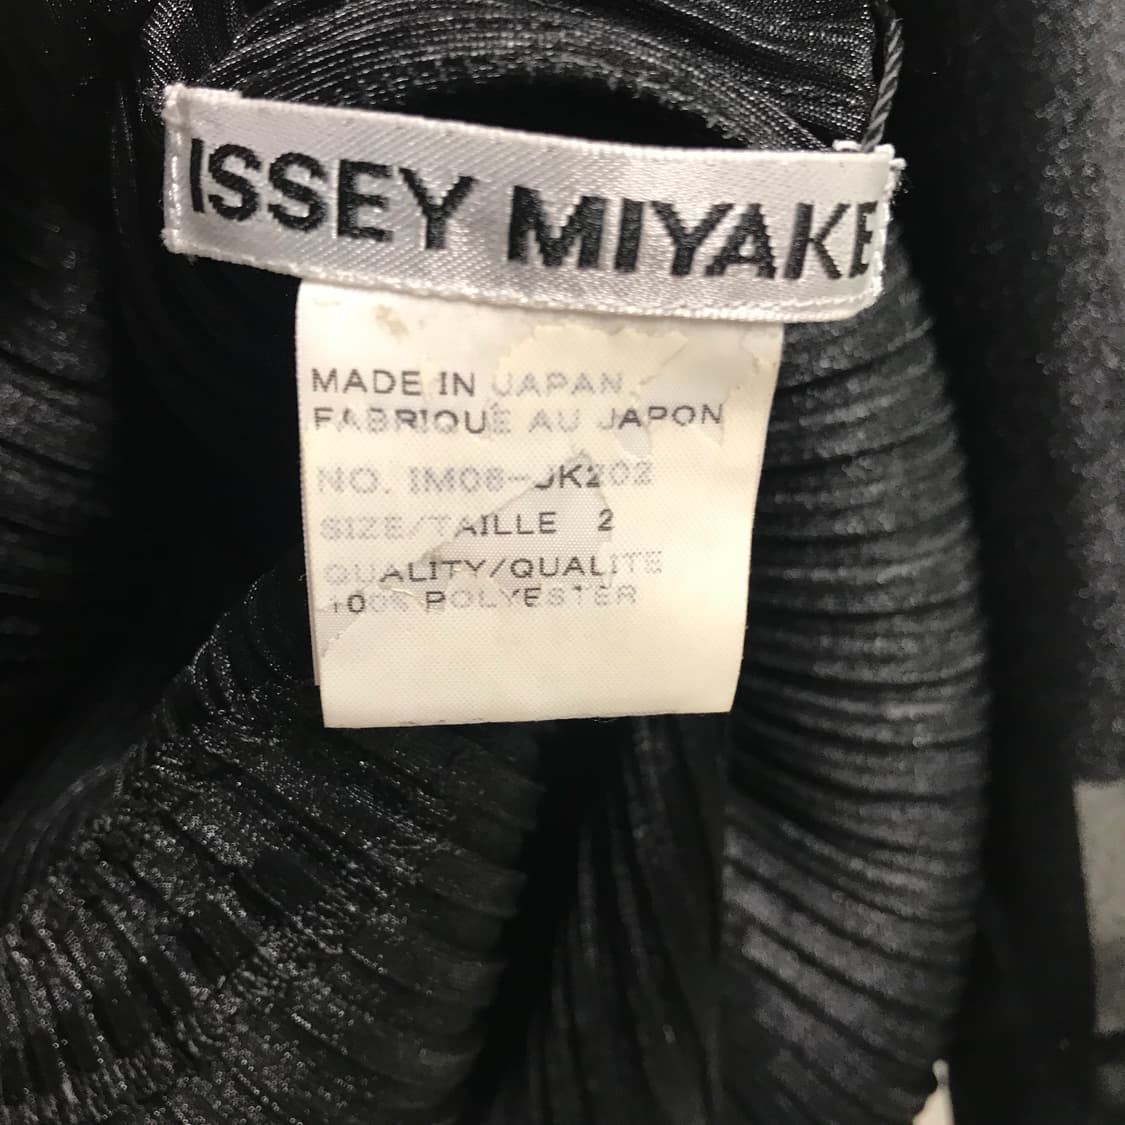 ISSEY MIYAKE
MADE IN JAPAN
FABRIQUÉ AU JAPON
NO. IM08-JK202
SIZE/TAILLE 2
QUALITY/QUALITE
100% POLYESTER